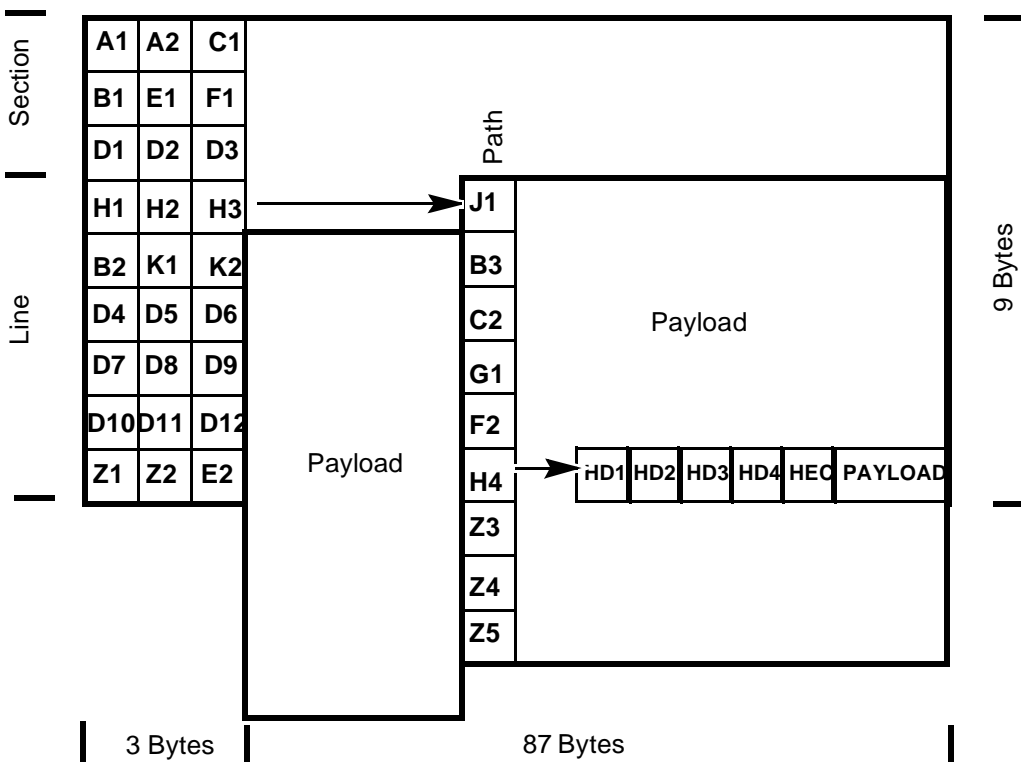 Section
A1 A2 C1
B1 E1 F1
D1 D2 D3
Line
H1 H2 H3
B2 K1 K2
D4 D5 D6
D7 D8 D9
D10 D11 D12
Z1 Z2 E2
Payload
Path
J1
B3
C2
G1
F2
H4
Z3
Z4
Z5
Payload
HD1 HD2 HD3 HD4 HEC PAYLOAD
9 Bytes
3 Bytes
87 Bytes